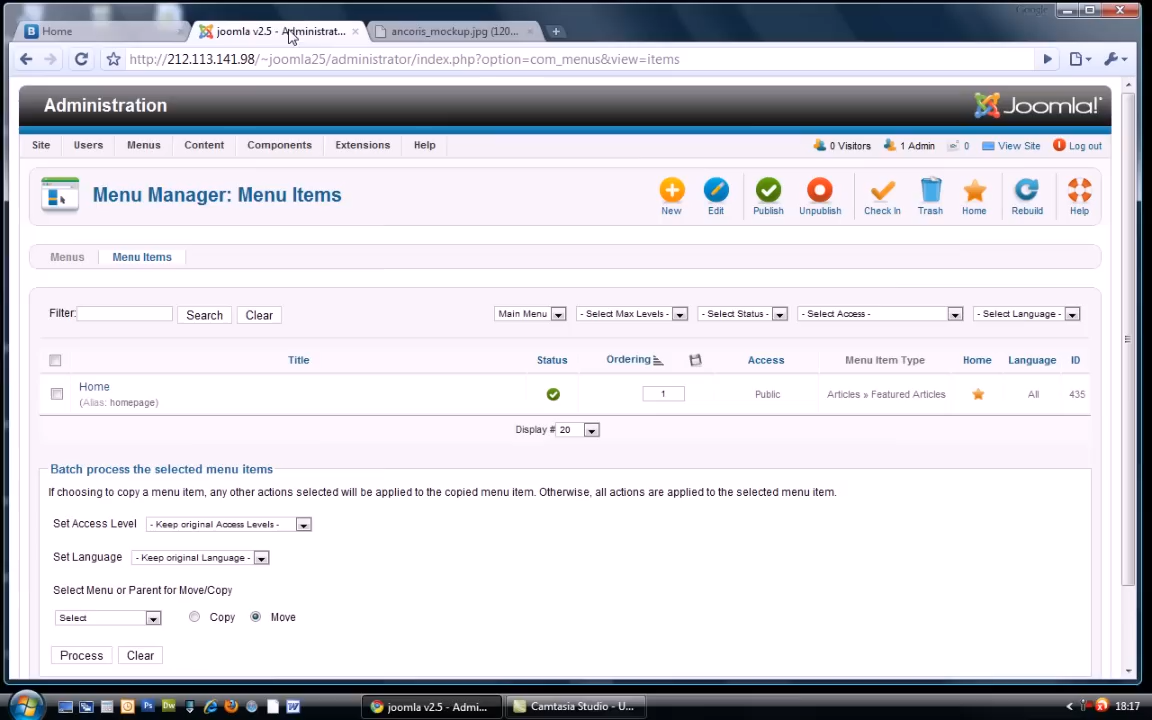 Google
Home
joomla v2.5 - Administrat...
ancoris_mockup.jpg (120...
http://212.113.141.98/~joomla25/administrator/index.php?option=com_menus&view=items
Administration
Joomla!
Site Users Menus Content Components Extensions Help
0 Visitors 1 Admin 0 View Site Log out
Menu Manager: Menu Items
New Edit Publish Unpublish Check In Trash Home Rebuild Help
Menus Menu Items
Filter: Search Clear Main Menu - Select Max Levels - - Select Status - - Select Access - - Select Language -
Title Status Ordering Access Menu Item Type Home Language ID
Home 1 Public Articles » Featured Articles All 435
(Alias: homepage)
Display # 20
Batch process the selected menu items
If choosing to copy a menu item, any other actions selected will be applied to the copied menu item. Otherwise, all actions are applied to the selected menu item.
Set Access Level - Keep original Access Levels -
Set Language - Keep original Language -
Select Menu or Parent for Move/Copy
Select Copy Move
Process Clear
joomla v2.5 - Admi...
Camtasia Studio - U...
18:17